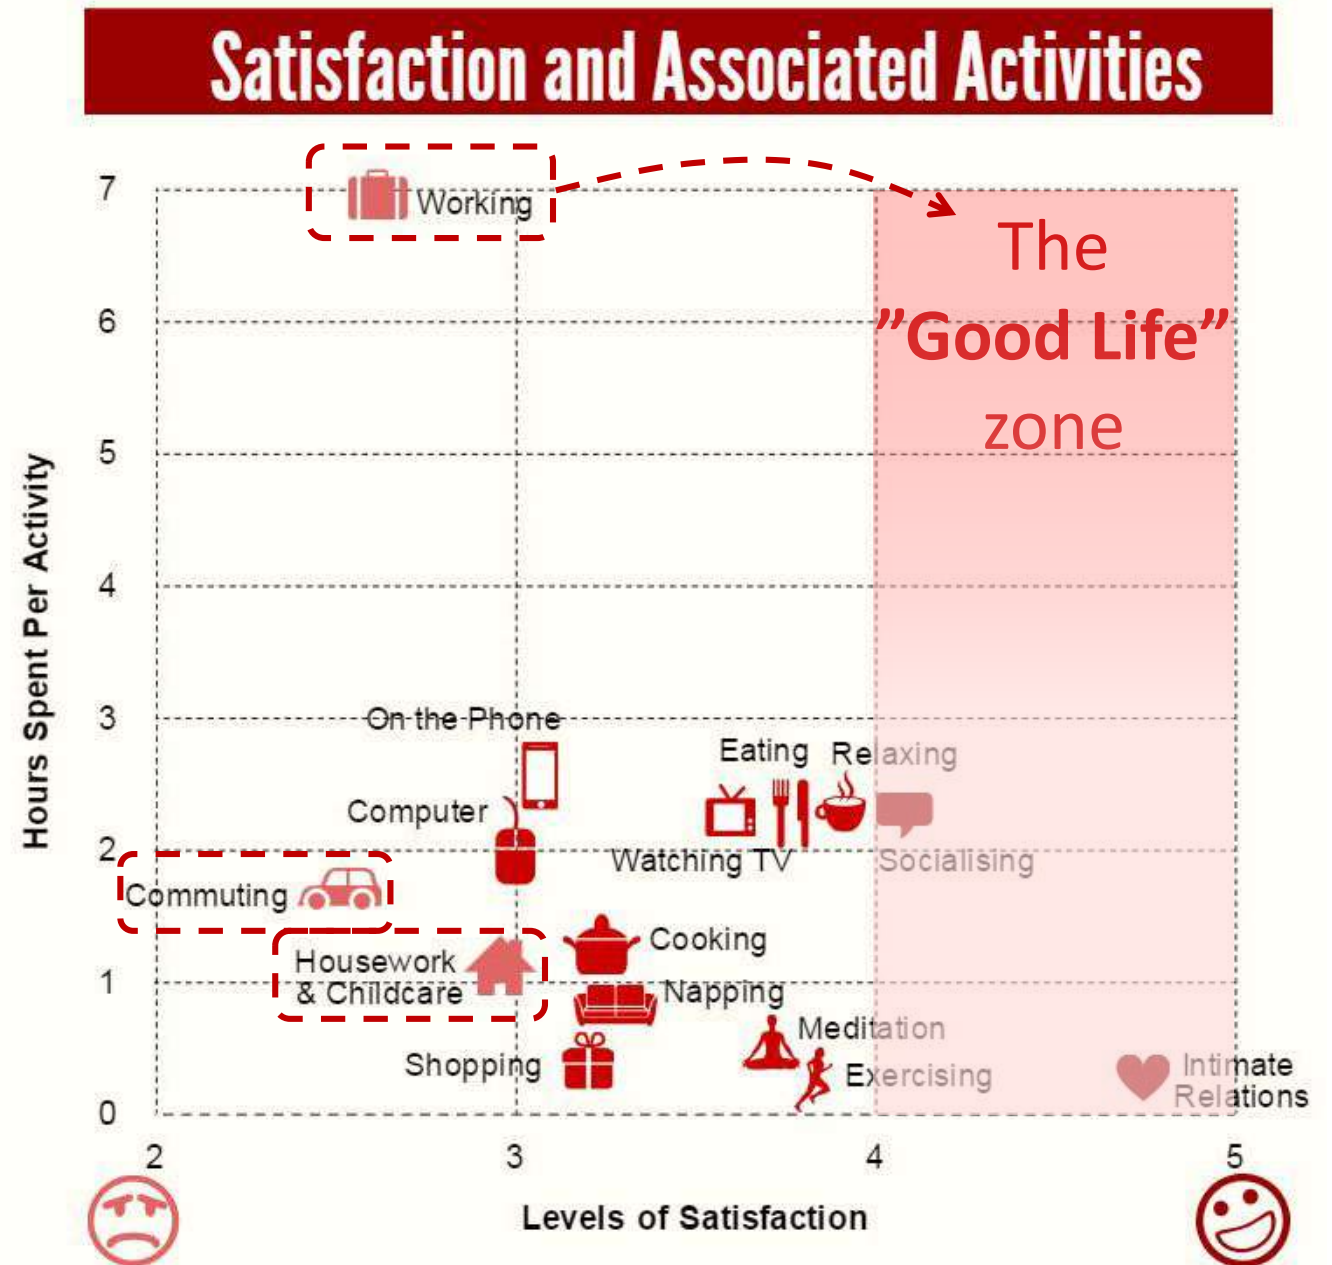 Satisfaction and Associated Activities
7
Working
The
”Good Life”
zone
6
5
4
3
2
1
0
Hours Spent Per Activity
On the Phone
Eating
Relaxing
Computer
Watching TV
Socialising
Commuting
Cooking
Housework
& Childcare
Napping
Meditation
Shopping
Exercising
Intimate
Relations
2
3
4
5
Levels of Satisfaction